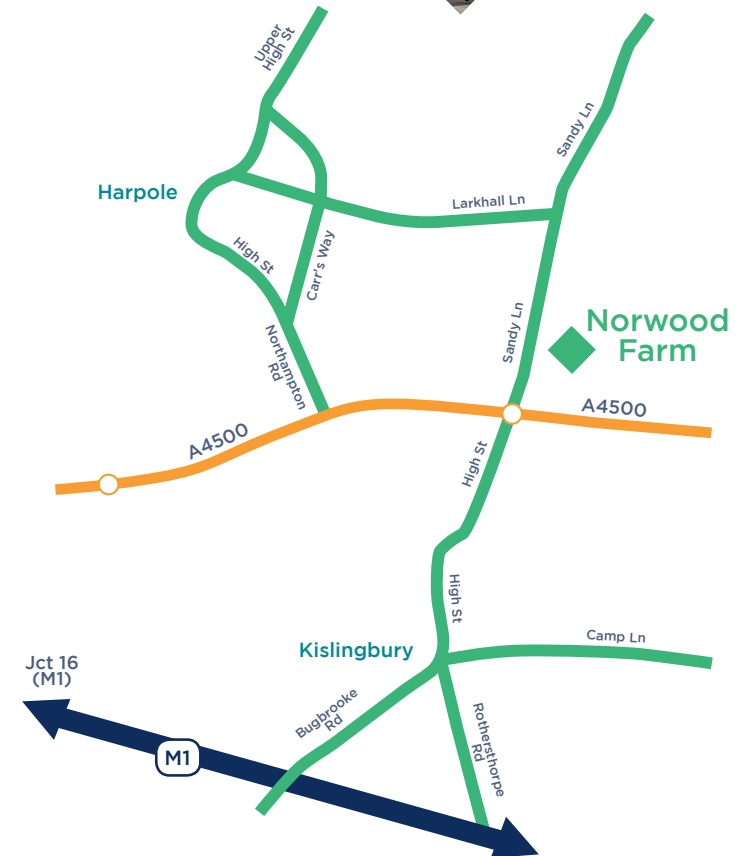 Upper
High St
Sandy Ln
Harpole
Larkhall Ln
High St
Carr's Way
Sandy Ln
Norwood
Farm
Northampton
Rd
A4500
A4500
High St
High St
Kislingbury
Camp Ln
Jct 16
(M1)
Bugbrooke
Rd
Rothersthorpe
Rd
M1